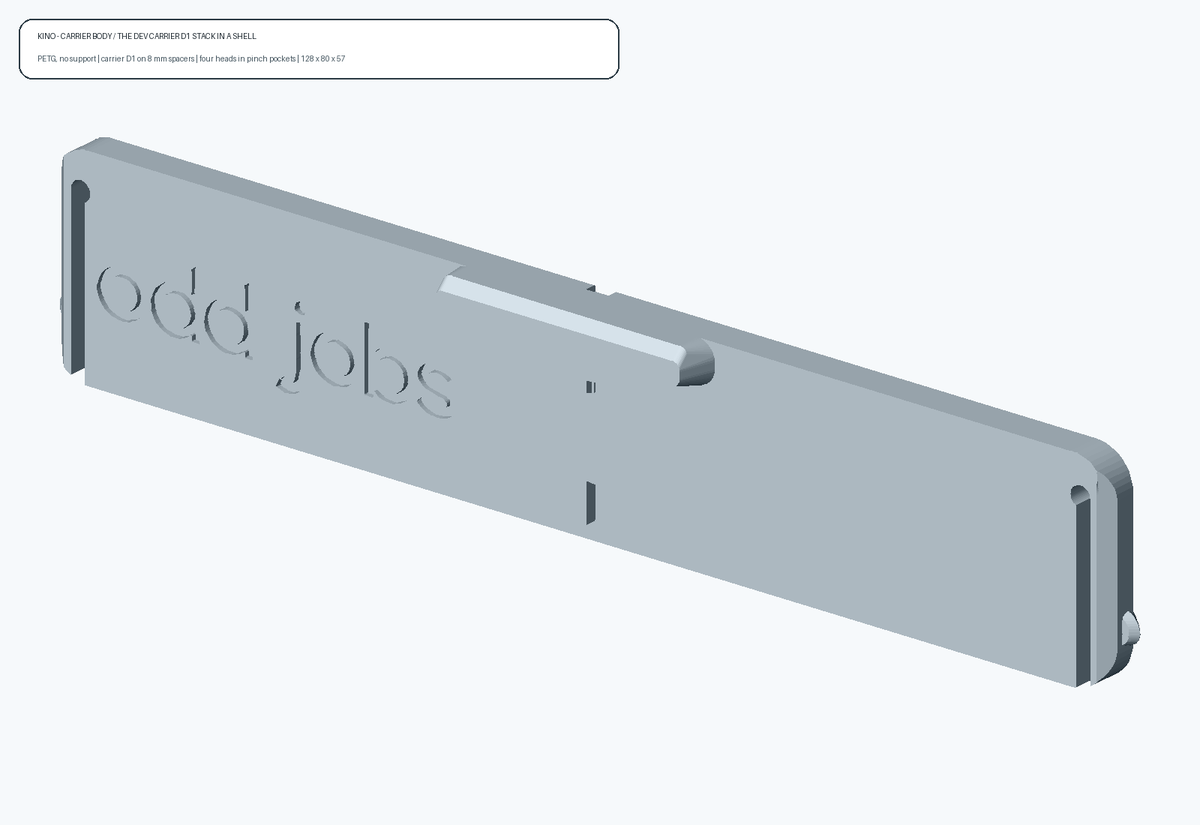 KINO - CARRIER BODY / THE DEV CARRIER D1 STACK IN A SHELL
PETG, no support | carrier D1 on 8 mm spacers | four heads in pinch pockets | 128 x 80 x 57
odd jobs